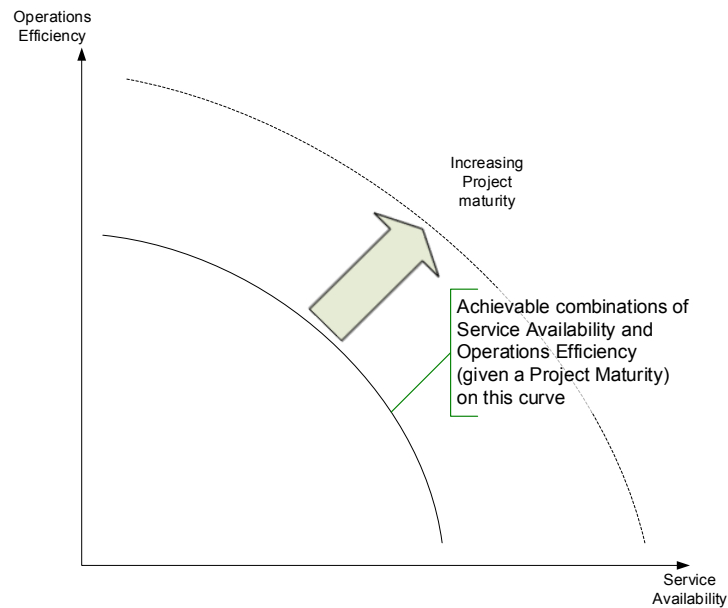 Operations
Efficiency
Increasing
Project
maturity
Achievable combinations of
Service Availability and
Operations Efficiency
(given a Project Maturity)
on this curve
Service
Availability